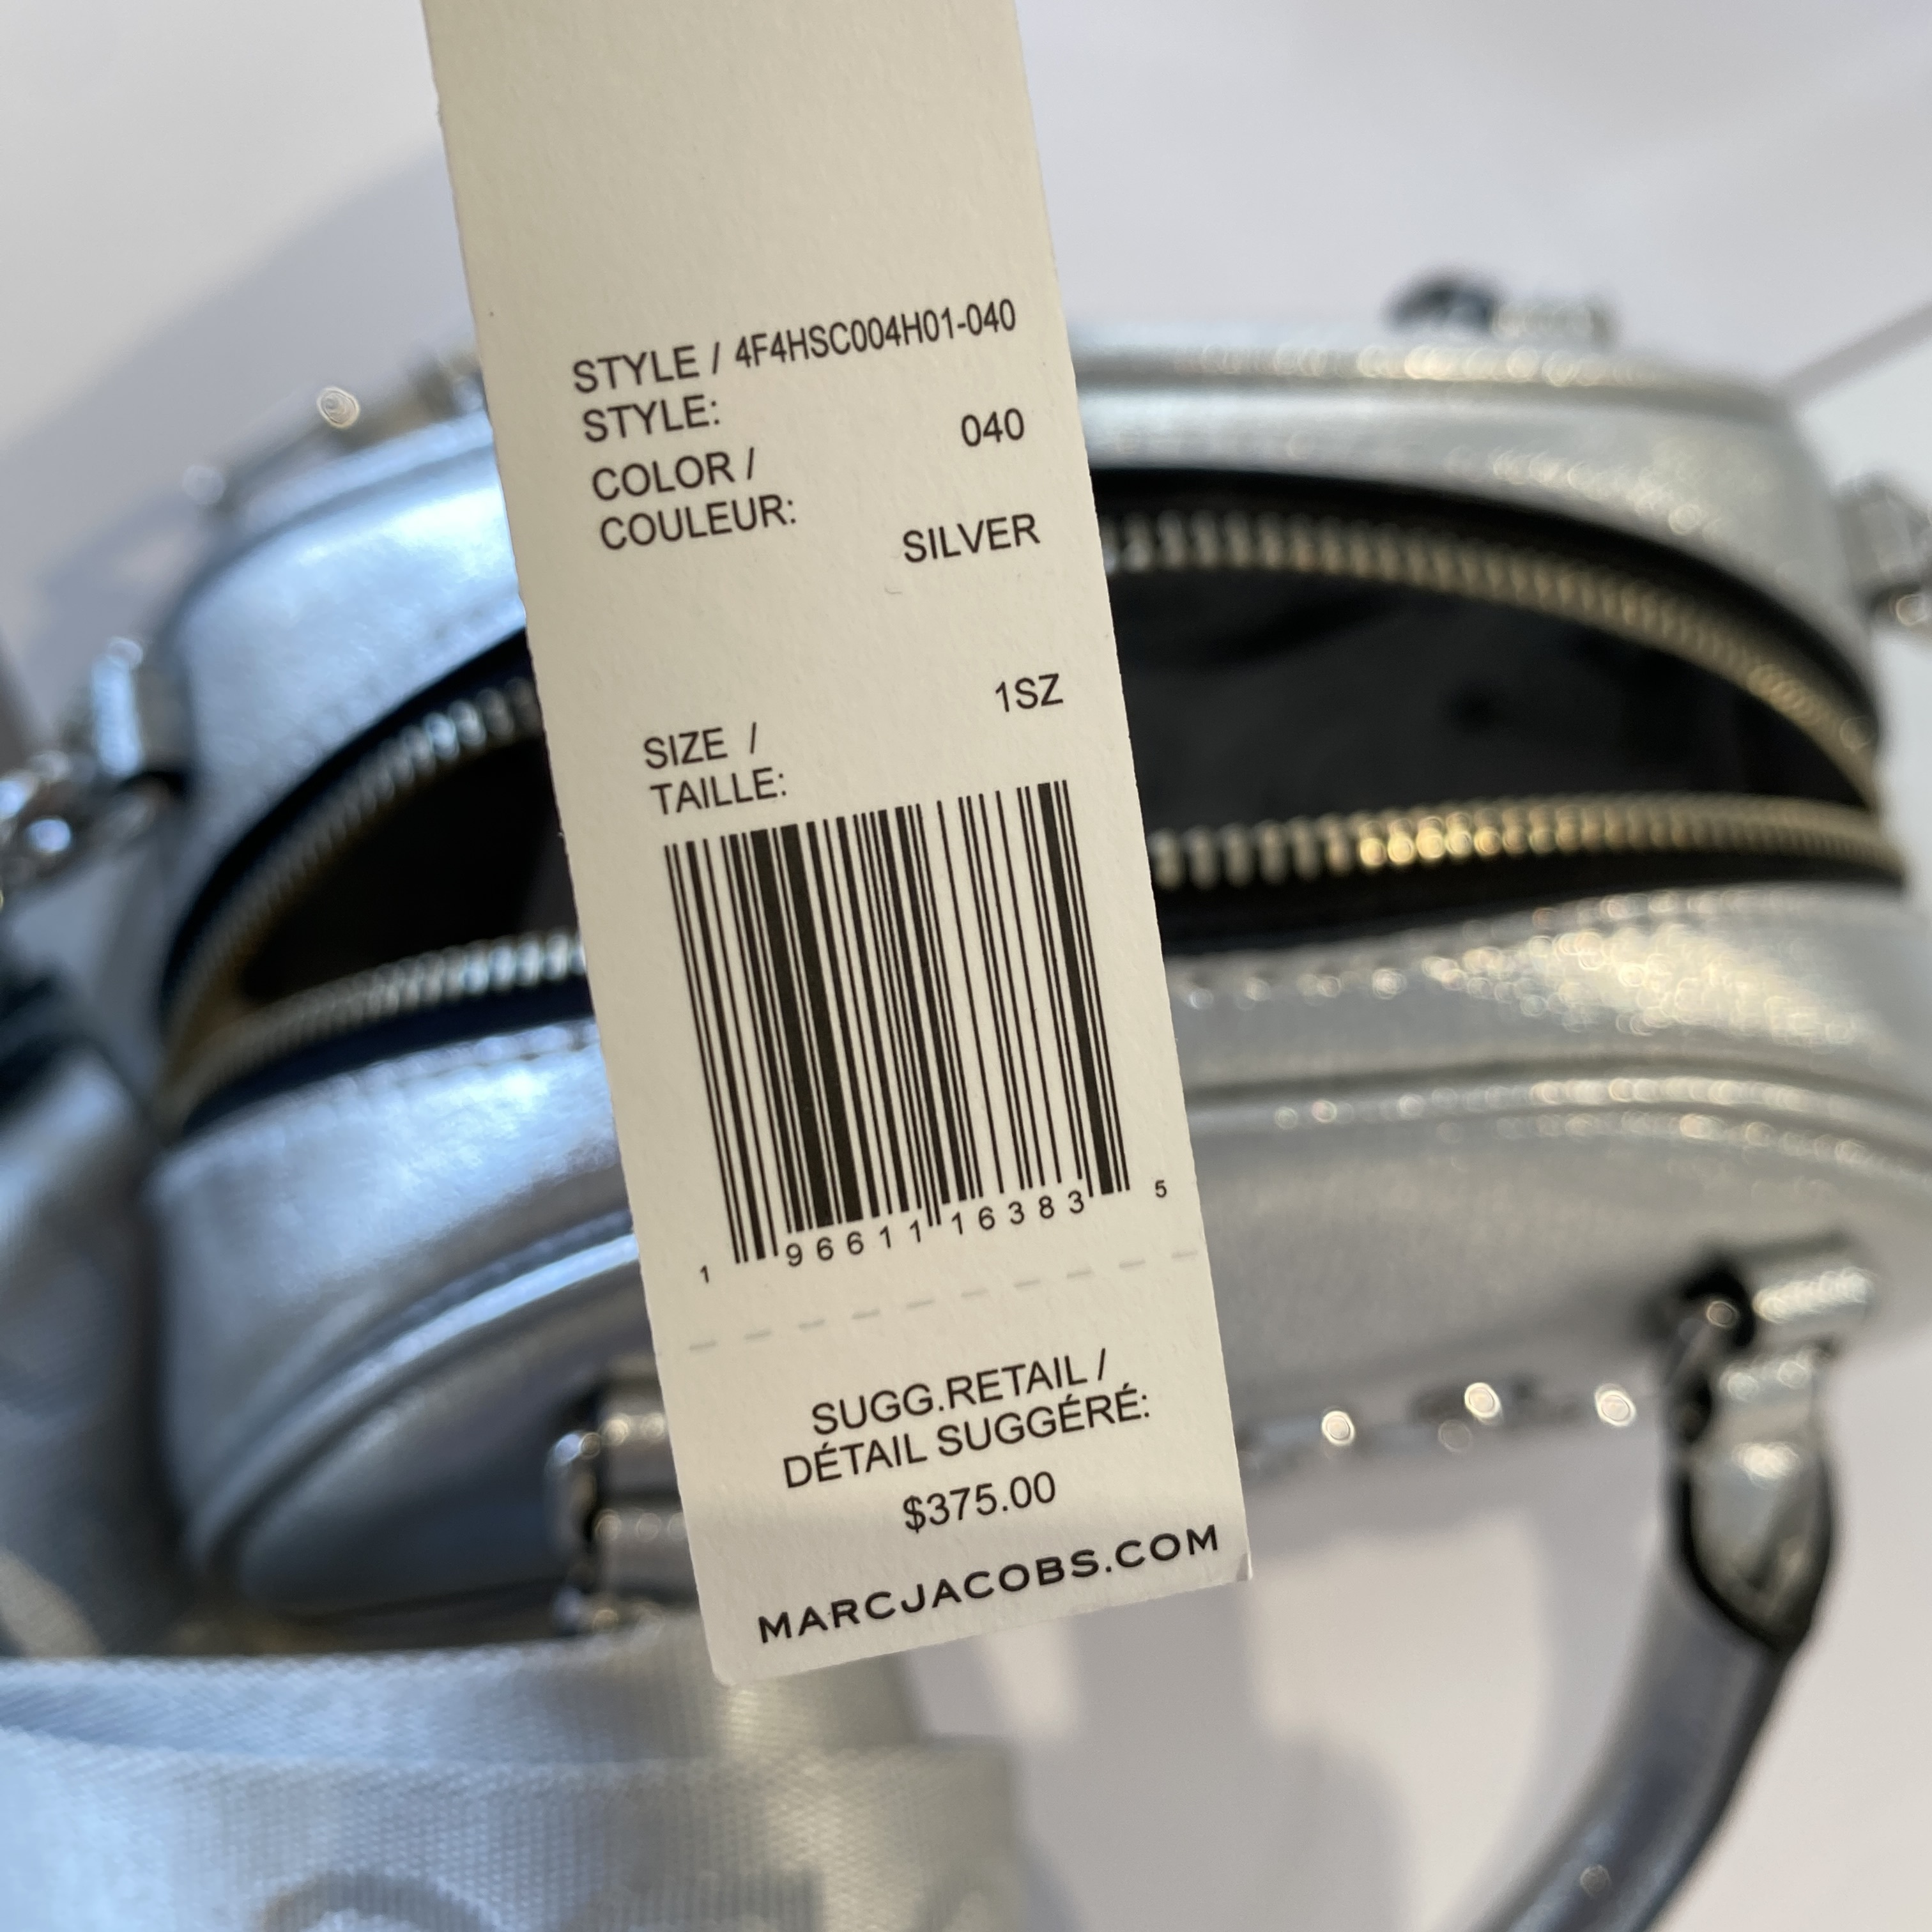 STYLE / 4F4HSC004H01-040
STYLE:
COLOR / 040
COULEUR:
SILVER
SIZE / 1SZ
TAILLE:
1 96611 16383 5
SUGG.RETAIL /
DÉTAIL SUGGÉRÉ:
$375.00
MARCJACOBS.COM